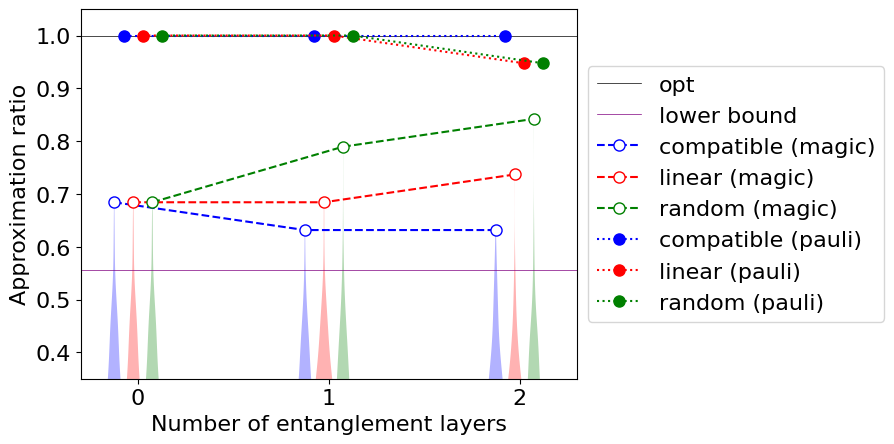 Approximation ratio
1.0
0.9
0.8
0.7
0.6
0.5
0.4
0
1
2
Number of entanglement layers
opt
lower bound
compatible (magic)
linear (magic)
random (magic)
compatible (pauli)
linear (pauli)
random (pauli)